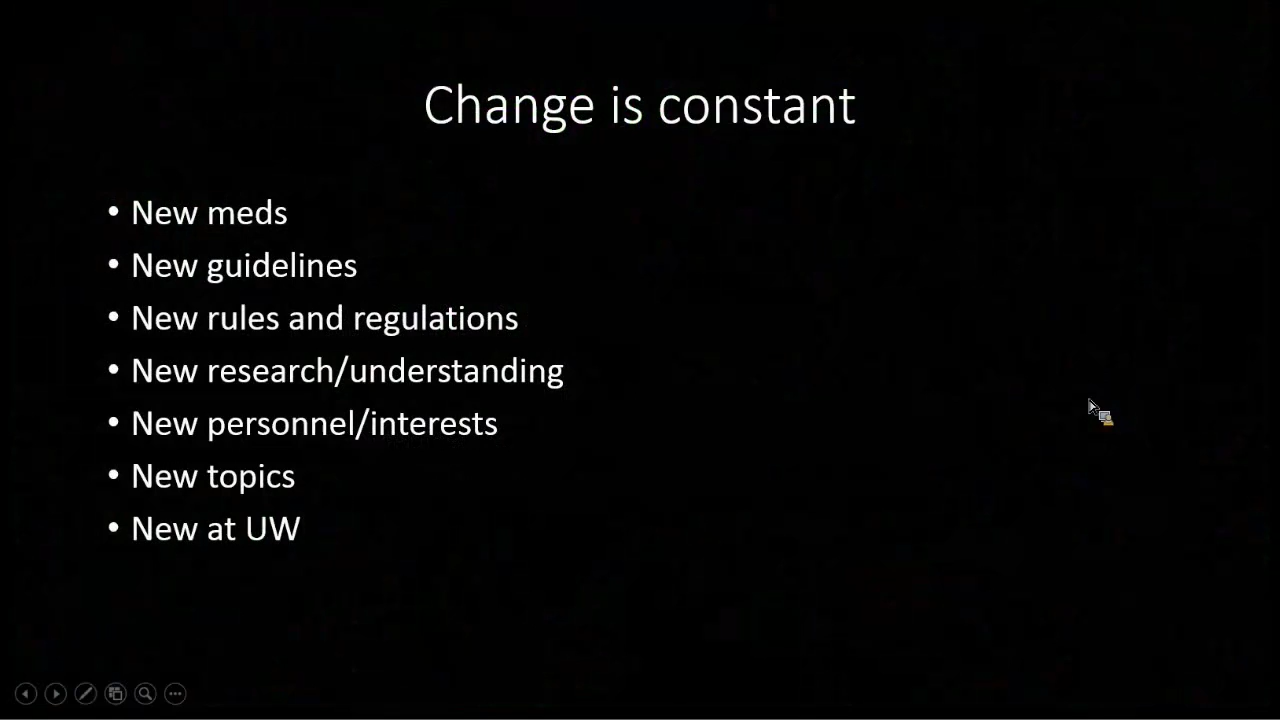 Change is constant
• New meds
• New guidelines
• New rules and regulations
• New research/understanding
• New personnel/interests
• New topics
• New at UW